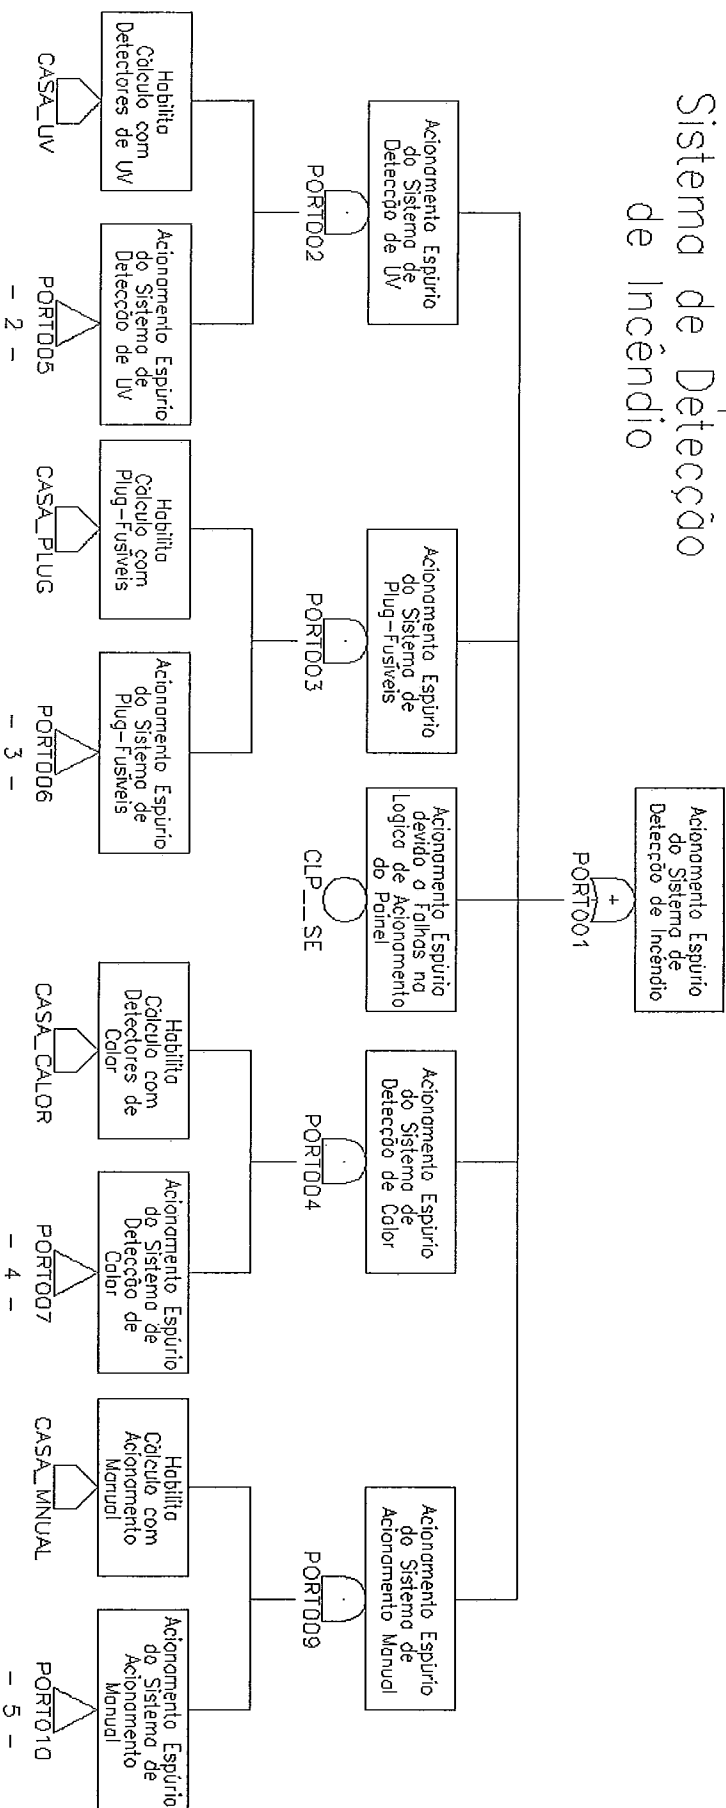 Sistema de Detecção
de Incêndio
Acionamento Espúrio
do Sistema de
Detecção de Incêndio
PORT001
+
Acionamento Espúrio
do Sistema de
Detecção de UV
PORT002
Acionamento Espúrio
do Sistema de
Plug-Fusíveis
PORT003
Acionamento Espúrio
devido a Falhas na
Logica de Acionamento
do Painel
CLP__SE
Acionamento Espúrio
do Sistema de
Detecção de Calor
PORT004
Acionamento Espúrio
do Sistema de
Acionamento Manual
PORT009
Habilita
Cálculo com
Detectores de UV
CASA_UV
Acionamento Espúrio
do Sistema de
Detecção de UV
PORT005
- 2 -
Habilita
Cálculo com
Plug-Fusíveis
CASA_PLUG
Acionamento Espúrio
do Sistema de
Plug-Fusíveis
PORT006
- 3 -
Habilita
Cálculo com
Detectores de
Calor
CASA_CALOR
Acionamento Espúrio
do Sistema de
Detecção de
Calor
PORT007
- 4 -
Habilita
Cálculo com
Acionamento
Manual
CASA_MNUAL
Acionamento Espúrio
do Sistema de
Acionamento
Manual
PORT010
- 5 -